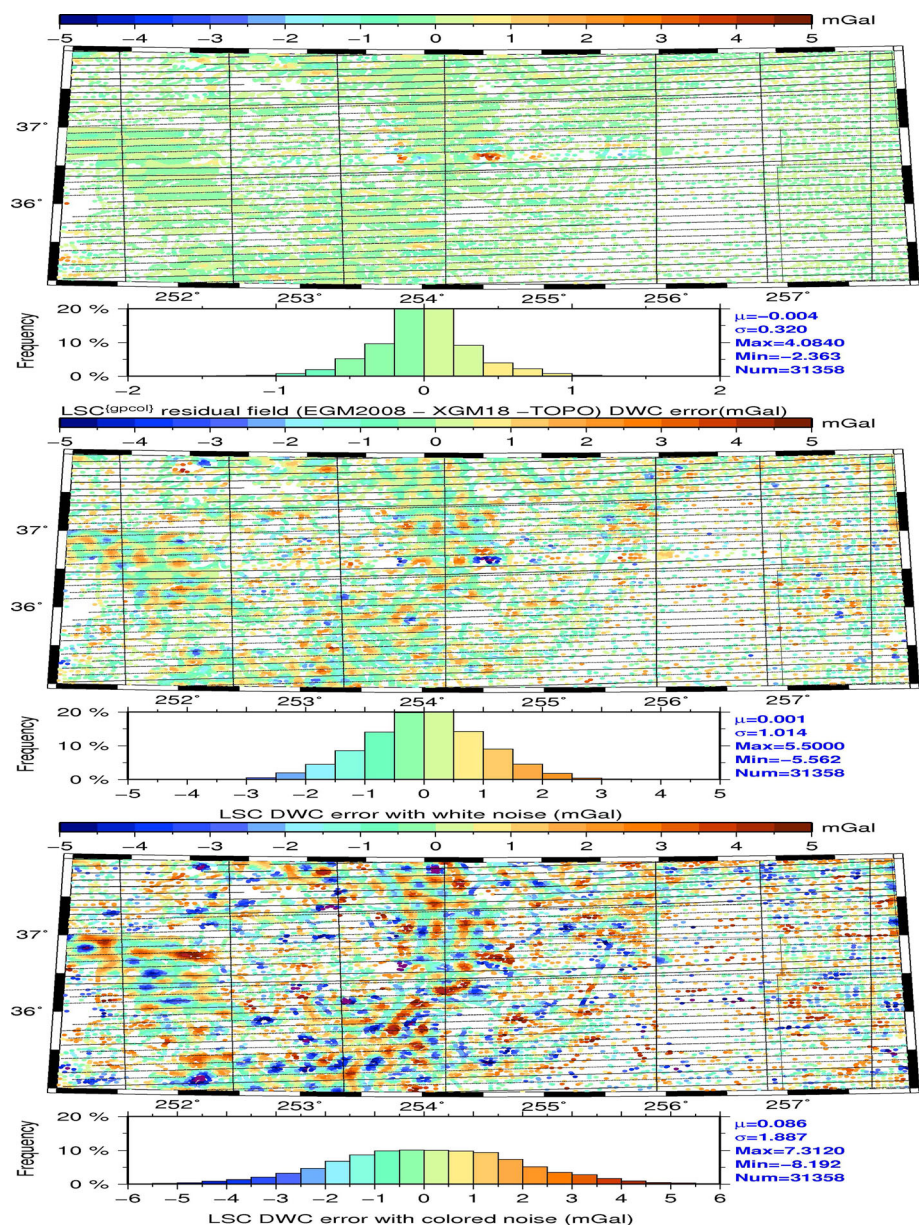 −5 −4 −3 −2 −1 0 1 2 3 4 5 mGal
37°
36°
252° 253° 254° 255° 256° 257°
Frequency
20 %
10 %
0 %
−2 −1 0 1 2
μ=−0.004
σ=0.320
Max=4.0840
Min=−2.363
Num=31358
LSC{gpcol} residual field (EGM2008 − XGM18 −TOPO) DWC error(mGal)
−5 −4 −3 −2 −1 0 1 2 3 4 5 mGal
37°
36°
252° 253° 254° 255° 256° 257°
Frequency
20 %
10 %
0 %
−5 −4 −3 −2 −1 0 1 2 3 4 5
μ=0.001
σ=1.014
Max=5.5000
Min=−5.562
Num=31358
LSC DWC error with white noise (mGal)
−5 −4 −3 −2 −1 0 1 2 3 4 5 mGal
37°
36°
252° 253° 254° 255° 256° 257°
Frequency
20 %
10 %
0 %
−6 −5 −4 −3 −2 −1 0 1 2 3 4 5 6
μ=0.086
σ=1.887
Max=7.3120
Min=−8.192
Num=31358
LSC DWC error with colored noise (mGal)